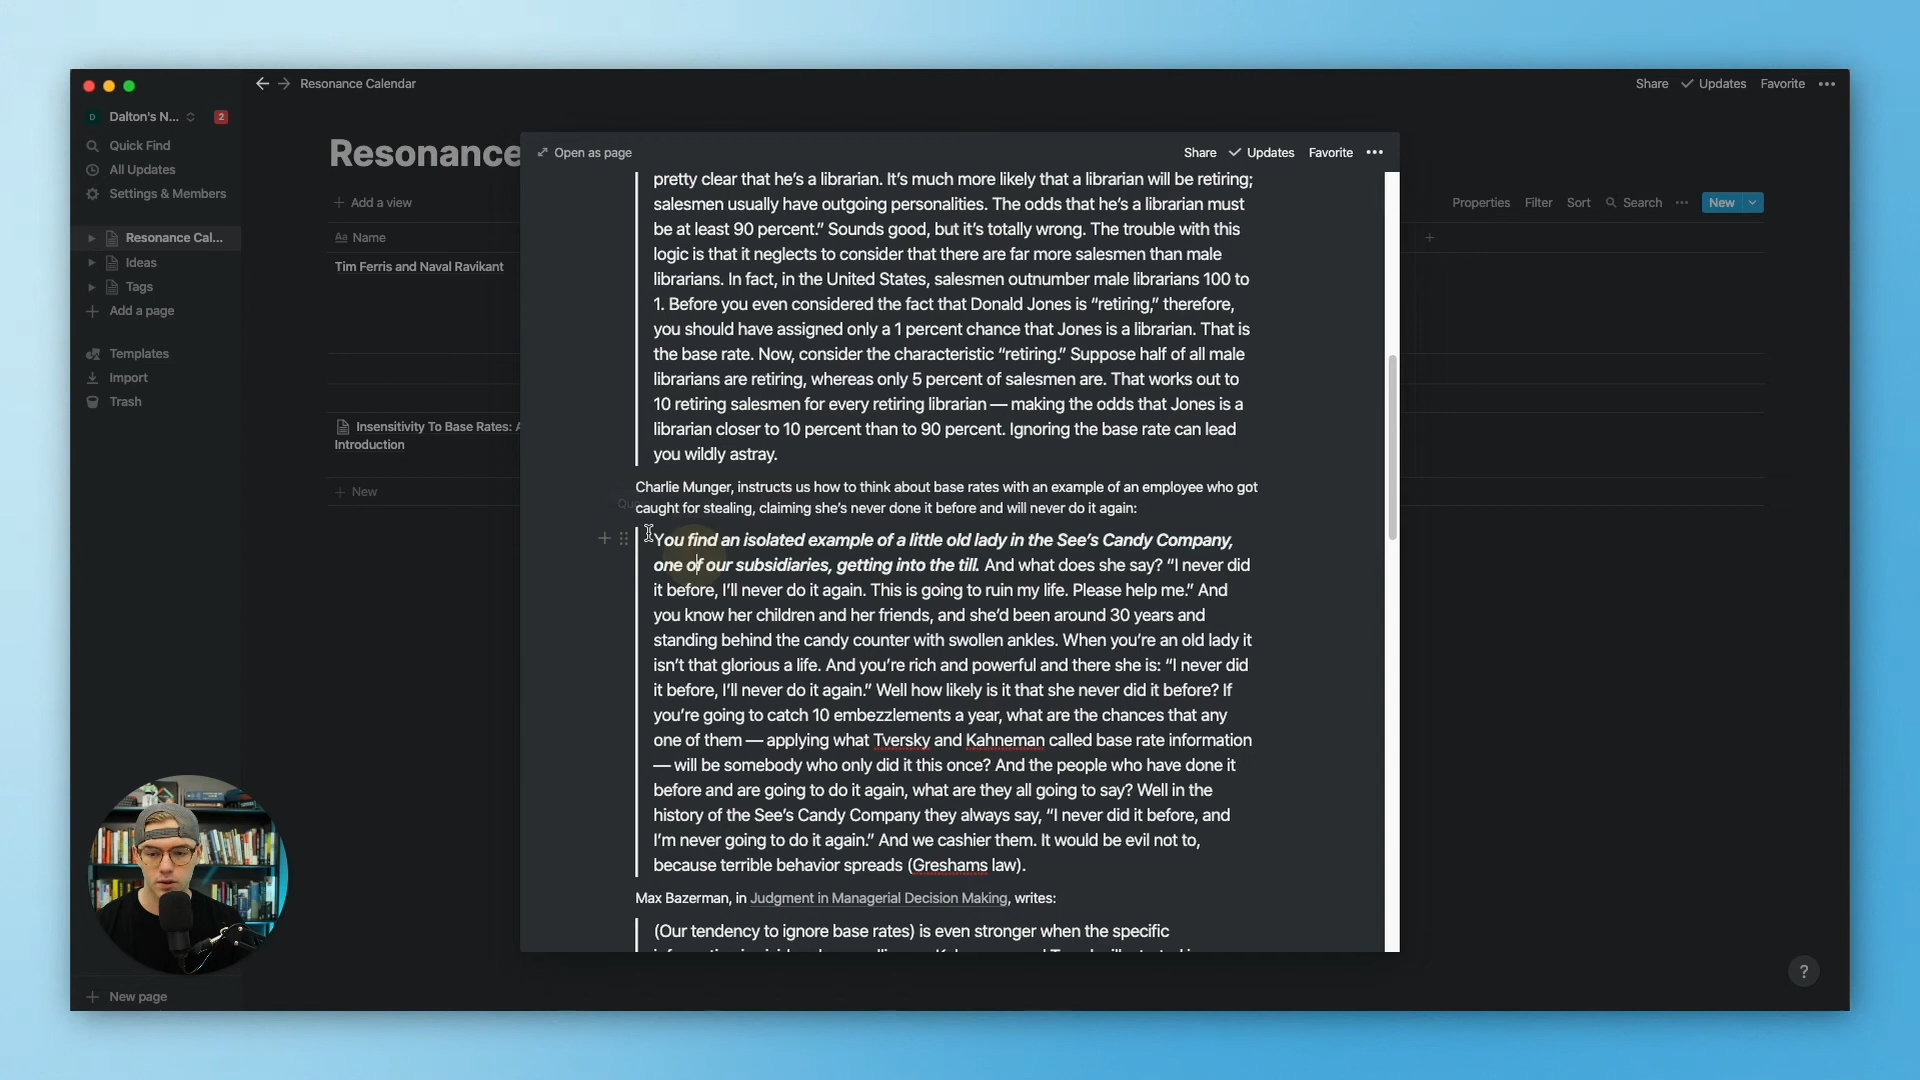 Resonance Calendar
Share
Updates
Favorite
D
Dalton's N...
2
Quick Find
All Updates
Settings & Members
Resonance Cal...
Ideas
Tags
Add a page
Templates
Import
Trash
New page
Resonance
Add a view
Properties
Filter
Sort
Search
New
Aa Name
Tim Ferris and Naval Ravikant
Insensitivity To Base Rates: A
Introduction
New
Open as page
Share
Updates
Favorite
pretty clear that he's a librarian. It's much more likely that a librarian will be retiring;
salesmen usually have outgoing personalities. The odds that he's a librarian must
be at least 90 percent.” Sounds good, but it's totally wrong. The trouble with this
logic is that it neglects to consider that there are far more salesmen than male
librarians. In fact, in the United States, salesmen outnumber male librarians 100 to
1. Before you even considered the fact that Donald Jones is “retiring,” therefore,
you should have assigned only a 1 percent chance that Jones is a librarian. That is
the base rate. Now, consider the characteristic “retiring.” Suppose half of all male
librarians are retiring, whereas only 5 percent of salesmen are. That works out to
10 retiring salesmen for every retiring librarian — making the odds that Jones is a
librarian closer to 10 percent than to 90 percent. Ignoring the base rate can lead
you wildly astray.
Charlie Munger, instructs us how to think about base rates with an example of an employee who got
caught for stealing, claiming she's never done it before and will never do it again:
You find an isolated example of a little old lady in the See's Candy Company,
one of our subsidiaries, getting into the till. And what does she say? “I never did
it before, I'll never do it again. This is going to ruin my life. Please help me.” And
you know her children and her friends, and she'd been around 30 years and
standing behind the candy counter with swollen ankles. When you're an old lady it
isn't that glorious a life. And you're rich and powerful and there she is: “I never did
it before, I'll never do it again.” Well how likely is it that she never did it before? If
you're going to catch 10 embezzlements a year, what are the chances that any
one of them — applying what Tversky and Kahneman called base rate information
— will be somebody who only did it this once? And the people who have done it
before and are going to do it again, what are they all going to say? Well in the
history of the See's Candy Company they always say, “I never did it before, and
I'm never going to do it again.” And we cashier them. It would be evil not to,
because terrible behavior spreads (Greshams law).
Max Bazerman, in Judgment in Managerial Decision Making, writes:
(Our tendency to ignore base rates) is even stronger when the specific
?